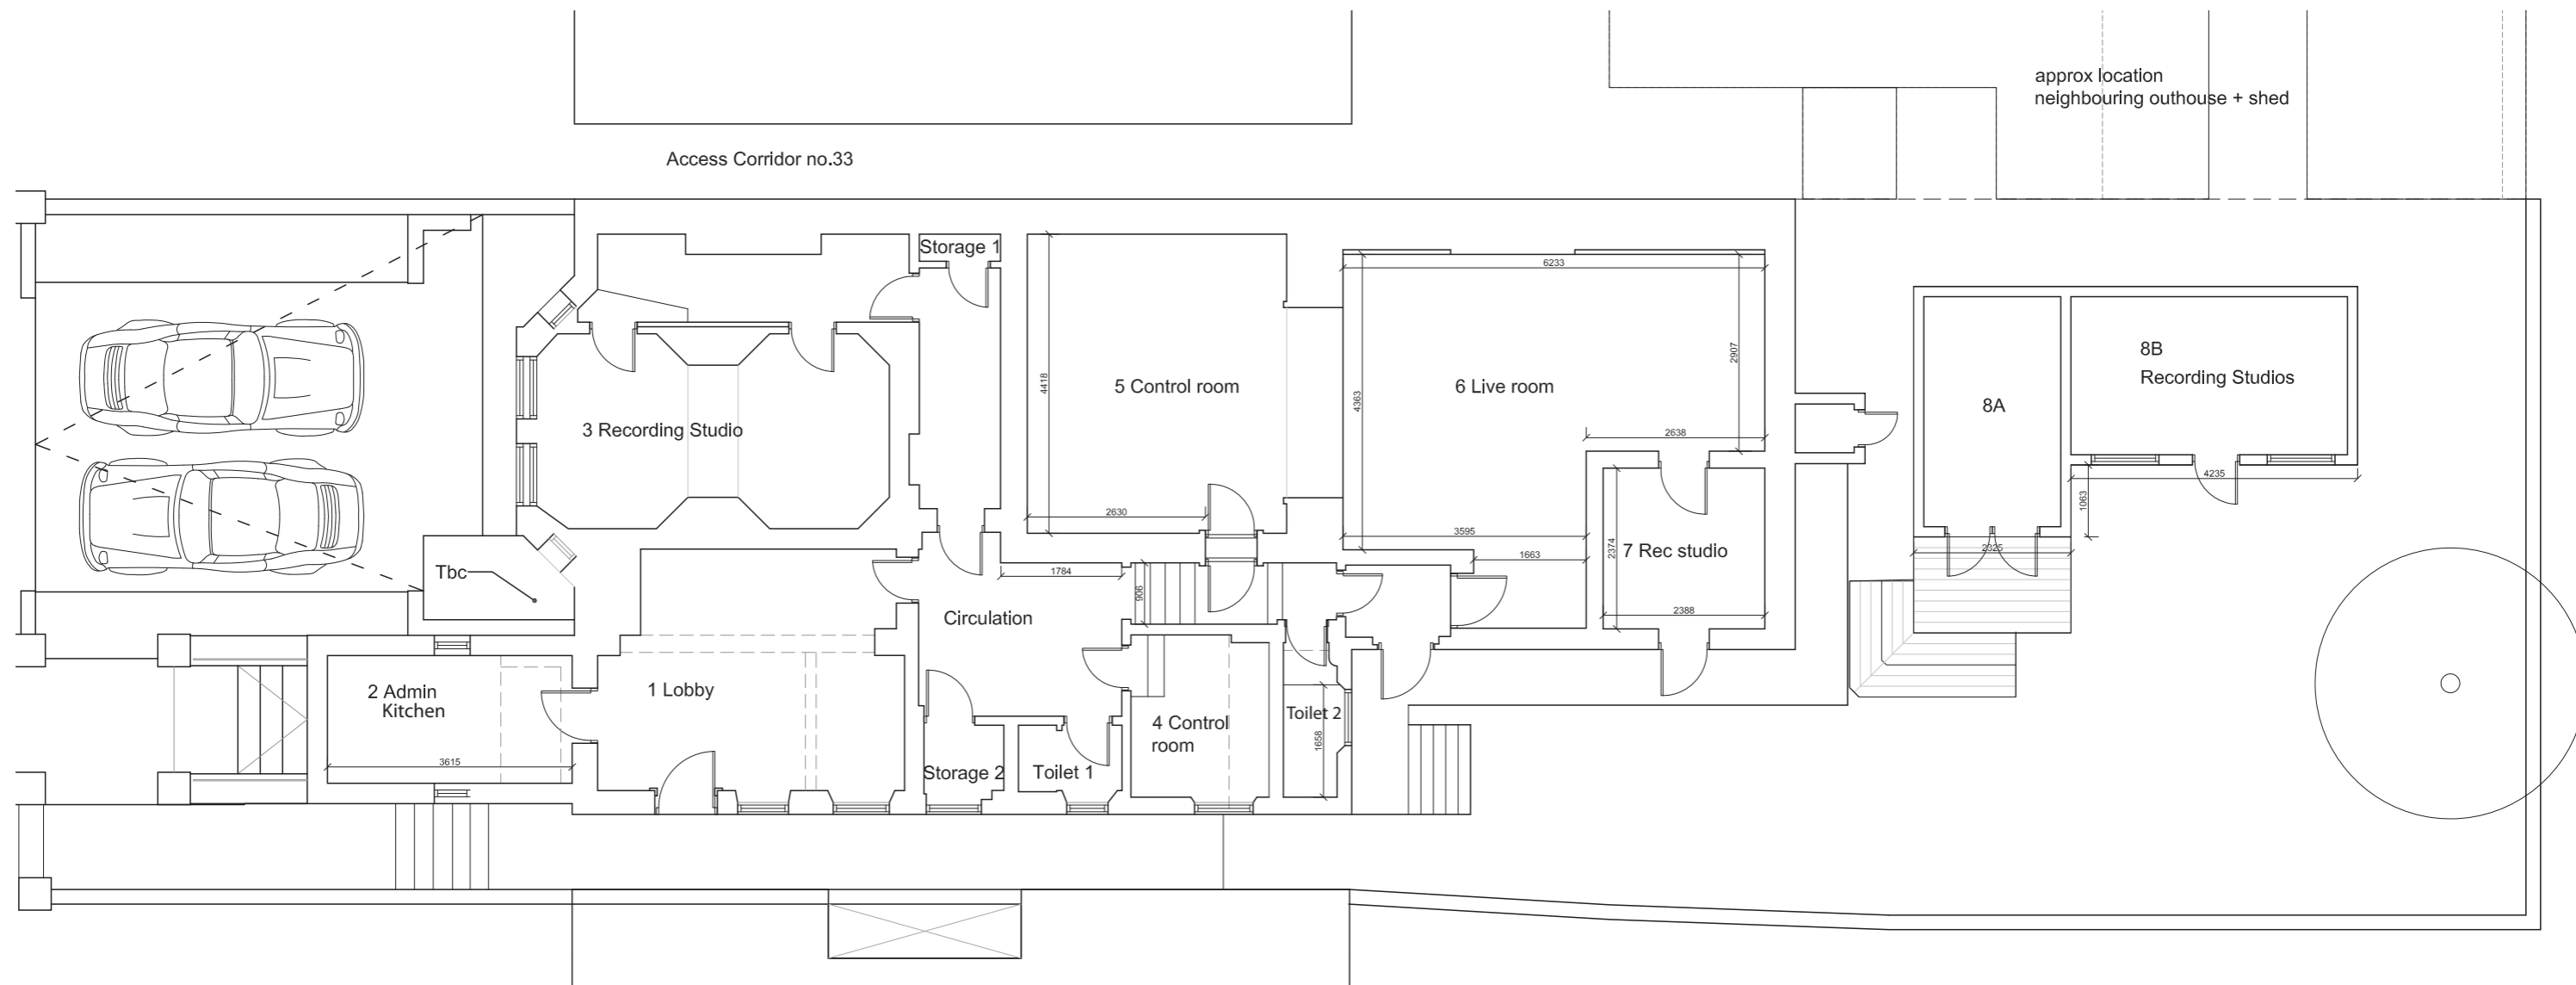 approx location
neighbouring outhouse + shed
Access Corridor no.33
Storage 1
6233
2907
4418
4363
5 Control room
6 Live room
3 Recording Studio
2638
8B
Recording Studios
8A
4235
1063
2630
3595
1663
2374
7 Rec studio
2325
Tbc
1784
906
2388
Circulation
2 Admin
Kitchen
1 Lobby
4 Control
room
Toilet 2
1658
3615
Storage 2
Toilet 1